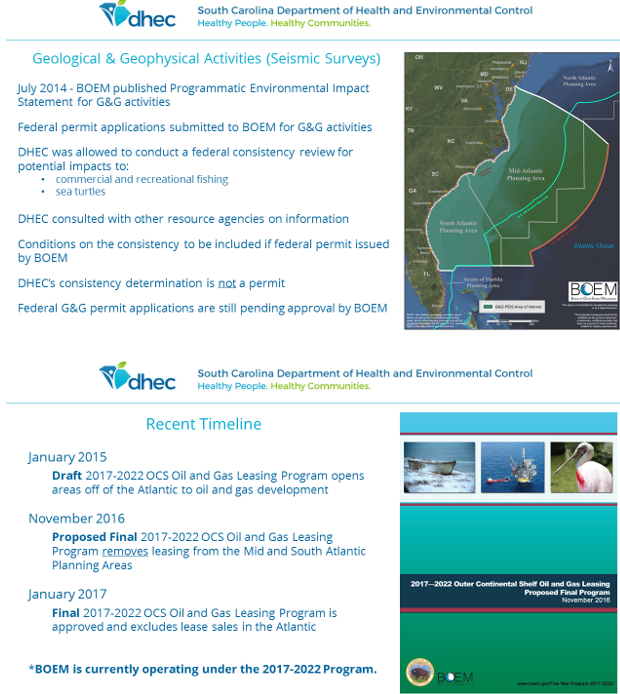 dhec
South Carolina Department of Health and Environmental Control
Healthy People. Healthy Communities.
Geological & Geophysical Activities (Seismic Surveys)
July 2014 - BOEM published Programmatic Environmental Impact
Statement for G&G activities
Federal permit applications submitted to BOEM for G&G activities
DHEC was allowed to conduct a federal consistency review for
potential impacts to:
• commercial and recreational fishing
• sea turtles
DHEC consulted with other resource agencies on information
Conditions on the consistency to be included if federal permit issued
by BOEM
DHEC's consistency determination is not a permit
Federal G&G permit applications are still pending approval by BOEM
OH
NJ
MD
DE
WV
VA
KY
TN
NC
SC
GA
FL
North Atlantic
Planning Area
Mid-Atlantic
Planning Area
South Atlantic
Planning Area
Atlantic Ocean
Straits of Florida
Planning Area
BOEM
G&G PEIS Area of Interest
dhec
South Carolina Department of Health and Environmental Control
Healthy People. Healthy Communities.
Recent Timeline
January 2015
Draft 2017-2022 OCS Oil and Gas Leasing Program opens
areas off of the Atlantic to oil and gas development
November 2016
Proposed Final 2017-2022 OCS Oil and Gas Leasing
Program removes leasing from the Mid and South Atlantic
Planning Areas
January 2017
Final 2017-2022 OCS Oil and Gas Leasing Program is
approved and excludes lease sales in the Atlantic
*BOEM is currently operating under the 2017-2022 Program.
2017—2022 Outer Continental Shelf Oil and Gas Leasing
Proposed Final Program
November 2016
BOEM
www.boem.gov/Five-Year-Program-2017-2022/